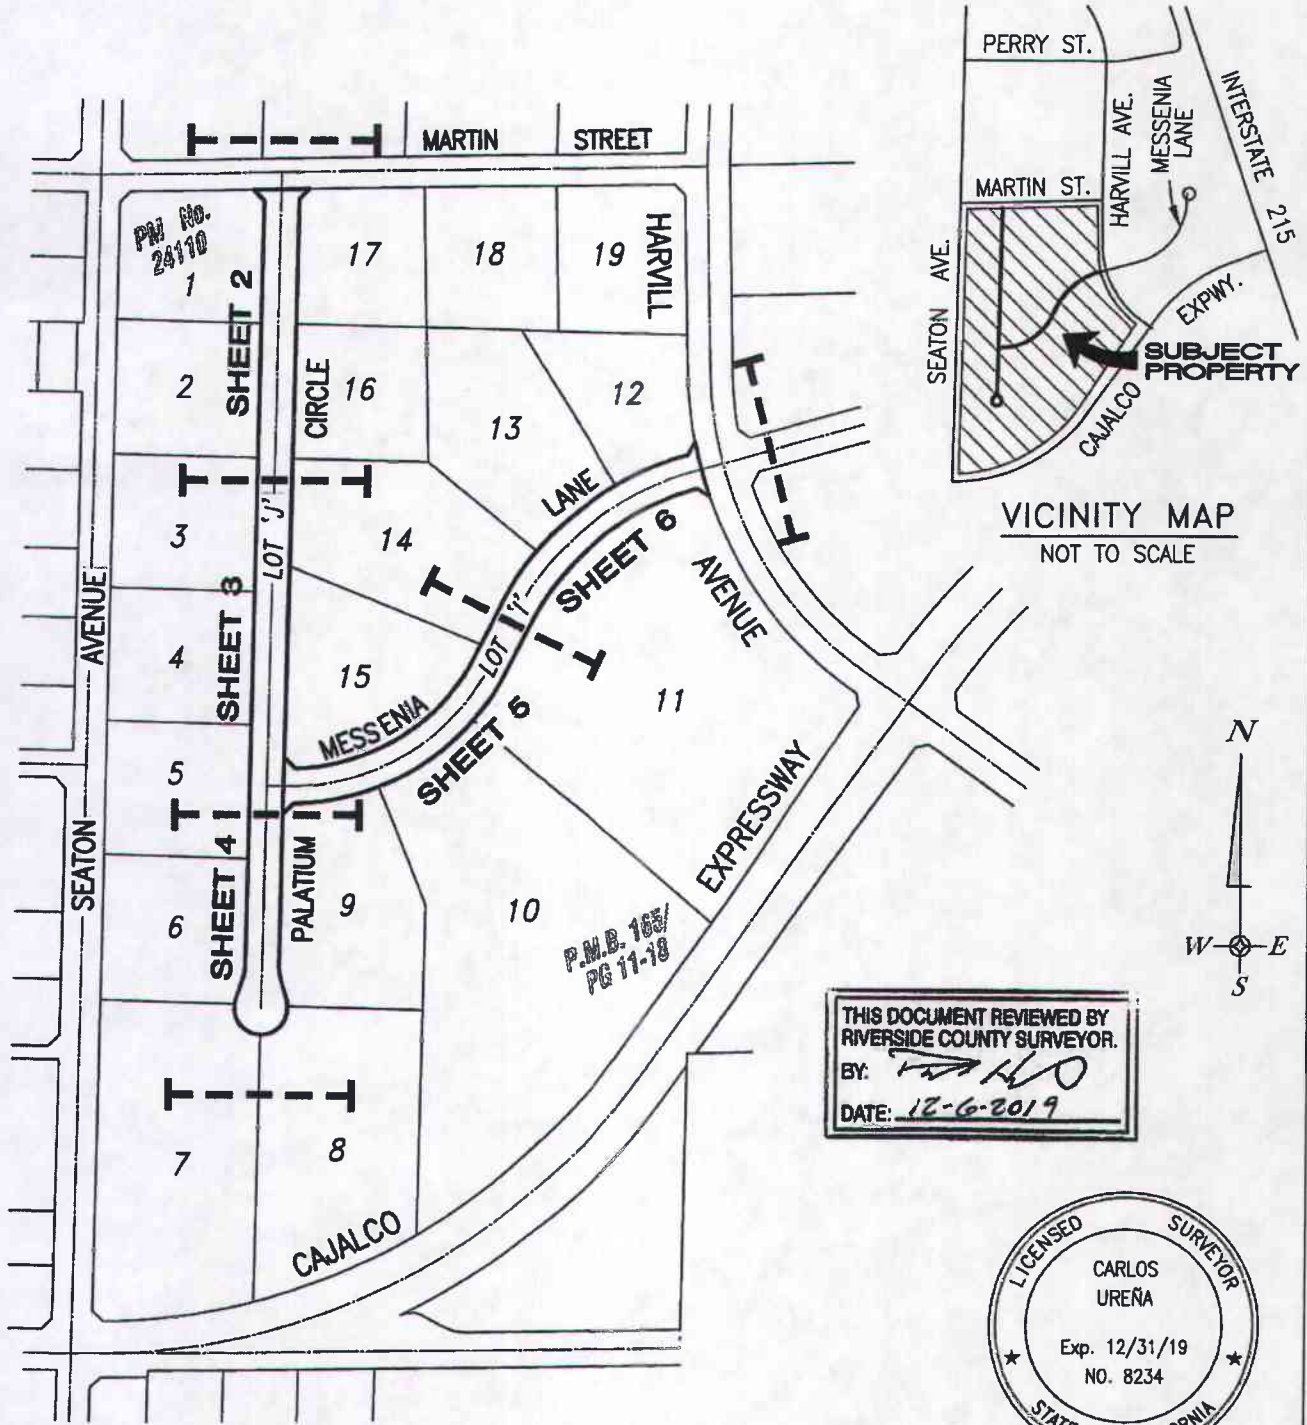 MARTIN STREET
PM No.
24110
1
17
18
19
HARVILL
SHEET 2
2
CIRCLE
16
13
12
LANE
3
LOT 'J'
14
SHEET 6
AVENUE
AVENUE
SHEET 3
4
15
LOT 'I'
MESSENIA
SHEET 5
11
5
SEATON
SHEET 4
PALATIUM
6
9
10
EXPRESSWAY
P.M.B. 165/
PG 11-18
7
8
CAJALCO
PERRY ST.
HARVILL AVE.
MESSENIA
LANE
INTERSTATE 215
MARTIN ST.
SEATON AVE.
EXPWY.
SUBJECT
PROPERTY
CAJALCO
VICINITY MAP
NOT TO SCALE
N
W
E
S
THIS DOCUMENT REVIEWED BY
RIVERSIDE COUNTY SURVEYOR.
BY:
DATE: 12-6-2019
LICENSED SURVEYOR
CARLOS
UREÑA
Exp. 12/31/19
NO. 8234